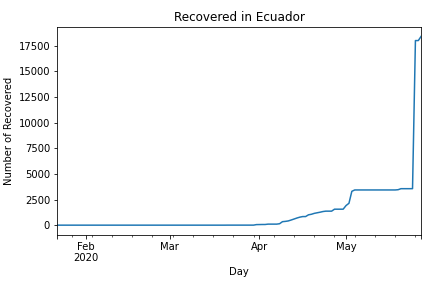 Recovered in Ecuador
Number of Recovered
17500
15000
12500
10000
7500
5000
2500
0
Feb
2020
Mar
Apr
May
Day